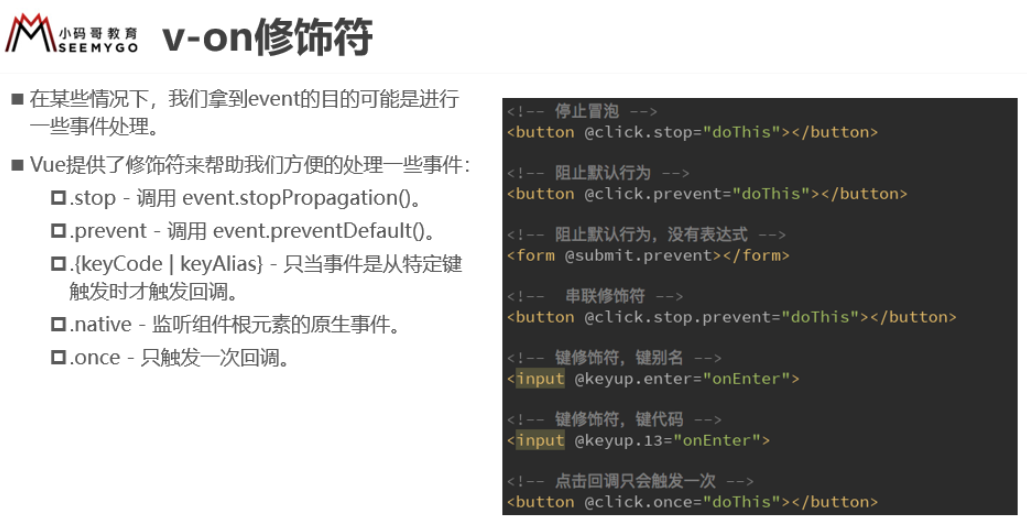 小码哥教育
SEEMYGO
v-on修饰符
■ 在某些情况下，我们拿到event的目的可能是进行
一些事件处理。
■ Vue提供了修饰符来帮助我们方便的处理一些事件：
.stop - 调用 event.stopPropagation()。
.prevent - 调用 event.preventDefault()。
.{keyCode | keyAlias} - 只当事件是从特定键
触发时才触发回调。
.native - 监听组件根元素的原生事件。
.once - 只触发一次回调。
<!-- 停止冒泡 -->
<button @click.stop="doThis"></button>
<!-- 阻止默认行为 -->
<button @click.prevent="doThis"></button>
<!-- 阻止默认行为，没有表达式 -->
<form @submit.prevent></form>
<!--  串联修饰符 -->
<button @click.stop.prevent="doThis"></button>
<!-- 键修饰符，键别名 -->
<input @keyup.enter="onEnter">
<!-- 键修饰符，键代码 -->
<input @keyup.13="onEnter">
<!-- 点击回调只会触发一次 -->
<button @click.once="doThis"></button>